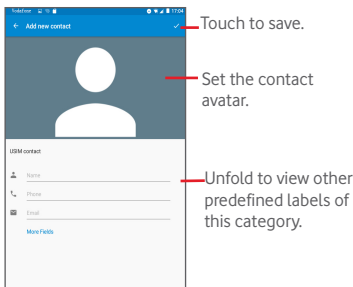 Vodafone 17:04
Add new contact
Touch to save.
Set the contact
avatar.
USIM contact
Name
Phone
Unfold to view other
predefined labels of
this category.
Email
More Fields